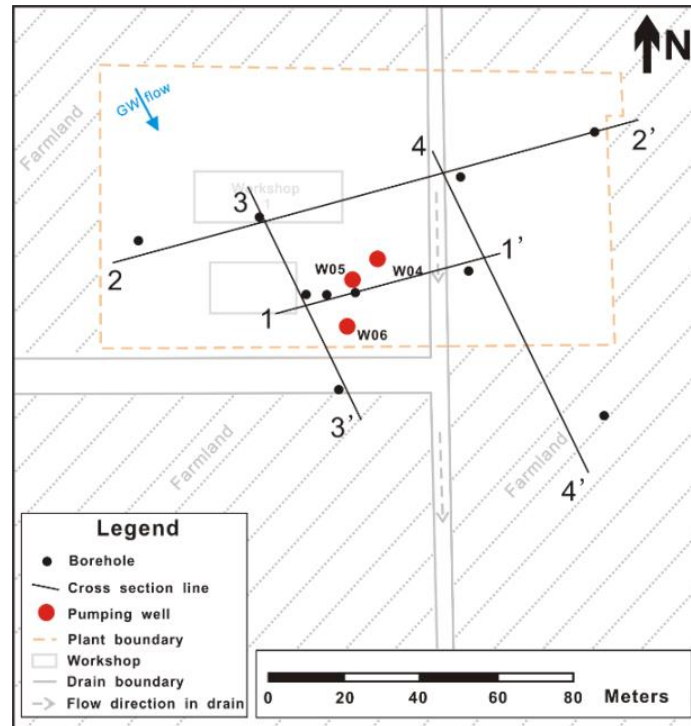 N
GW flow
Farmland
4
2'
Workshop
1
3
2
W05
W04
1'
1
W06
3'
Farmland
Farmland
4'
Legend
Borehole
Cross section line
Pumping well
Plant boundary
Workshop
Drain boundary
Flow direction in drain
0 20 40 60 80 Meters